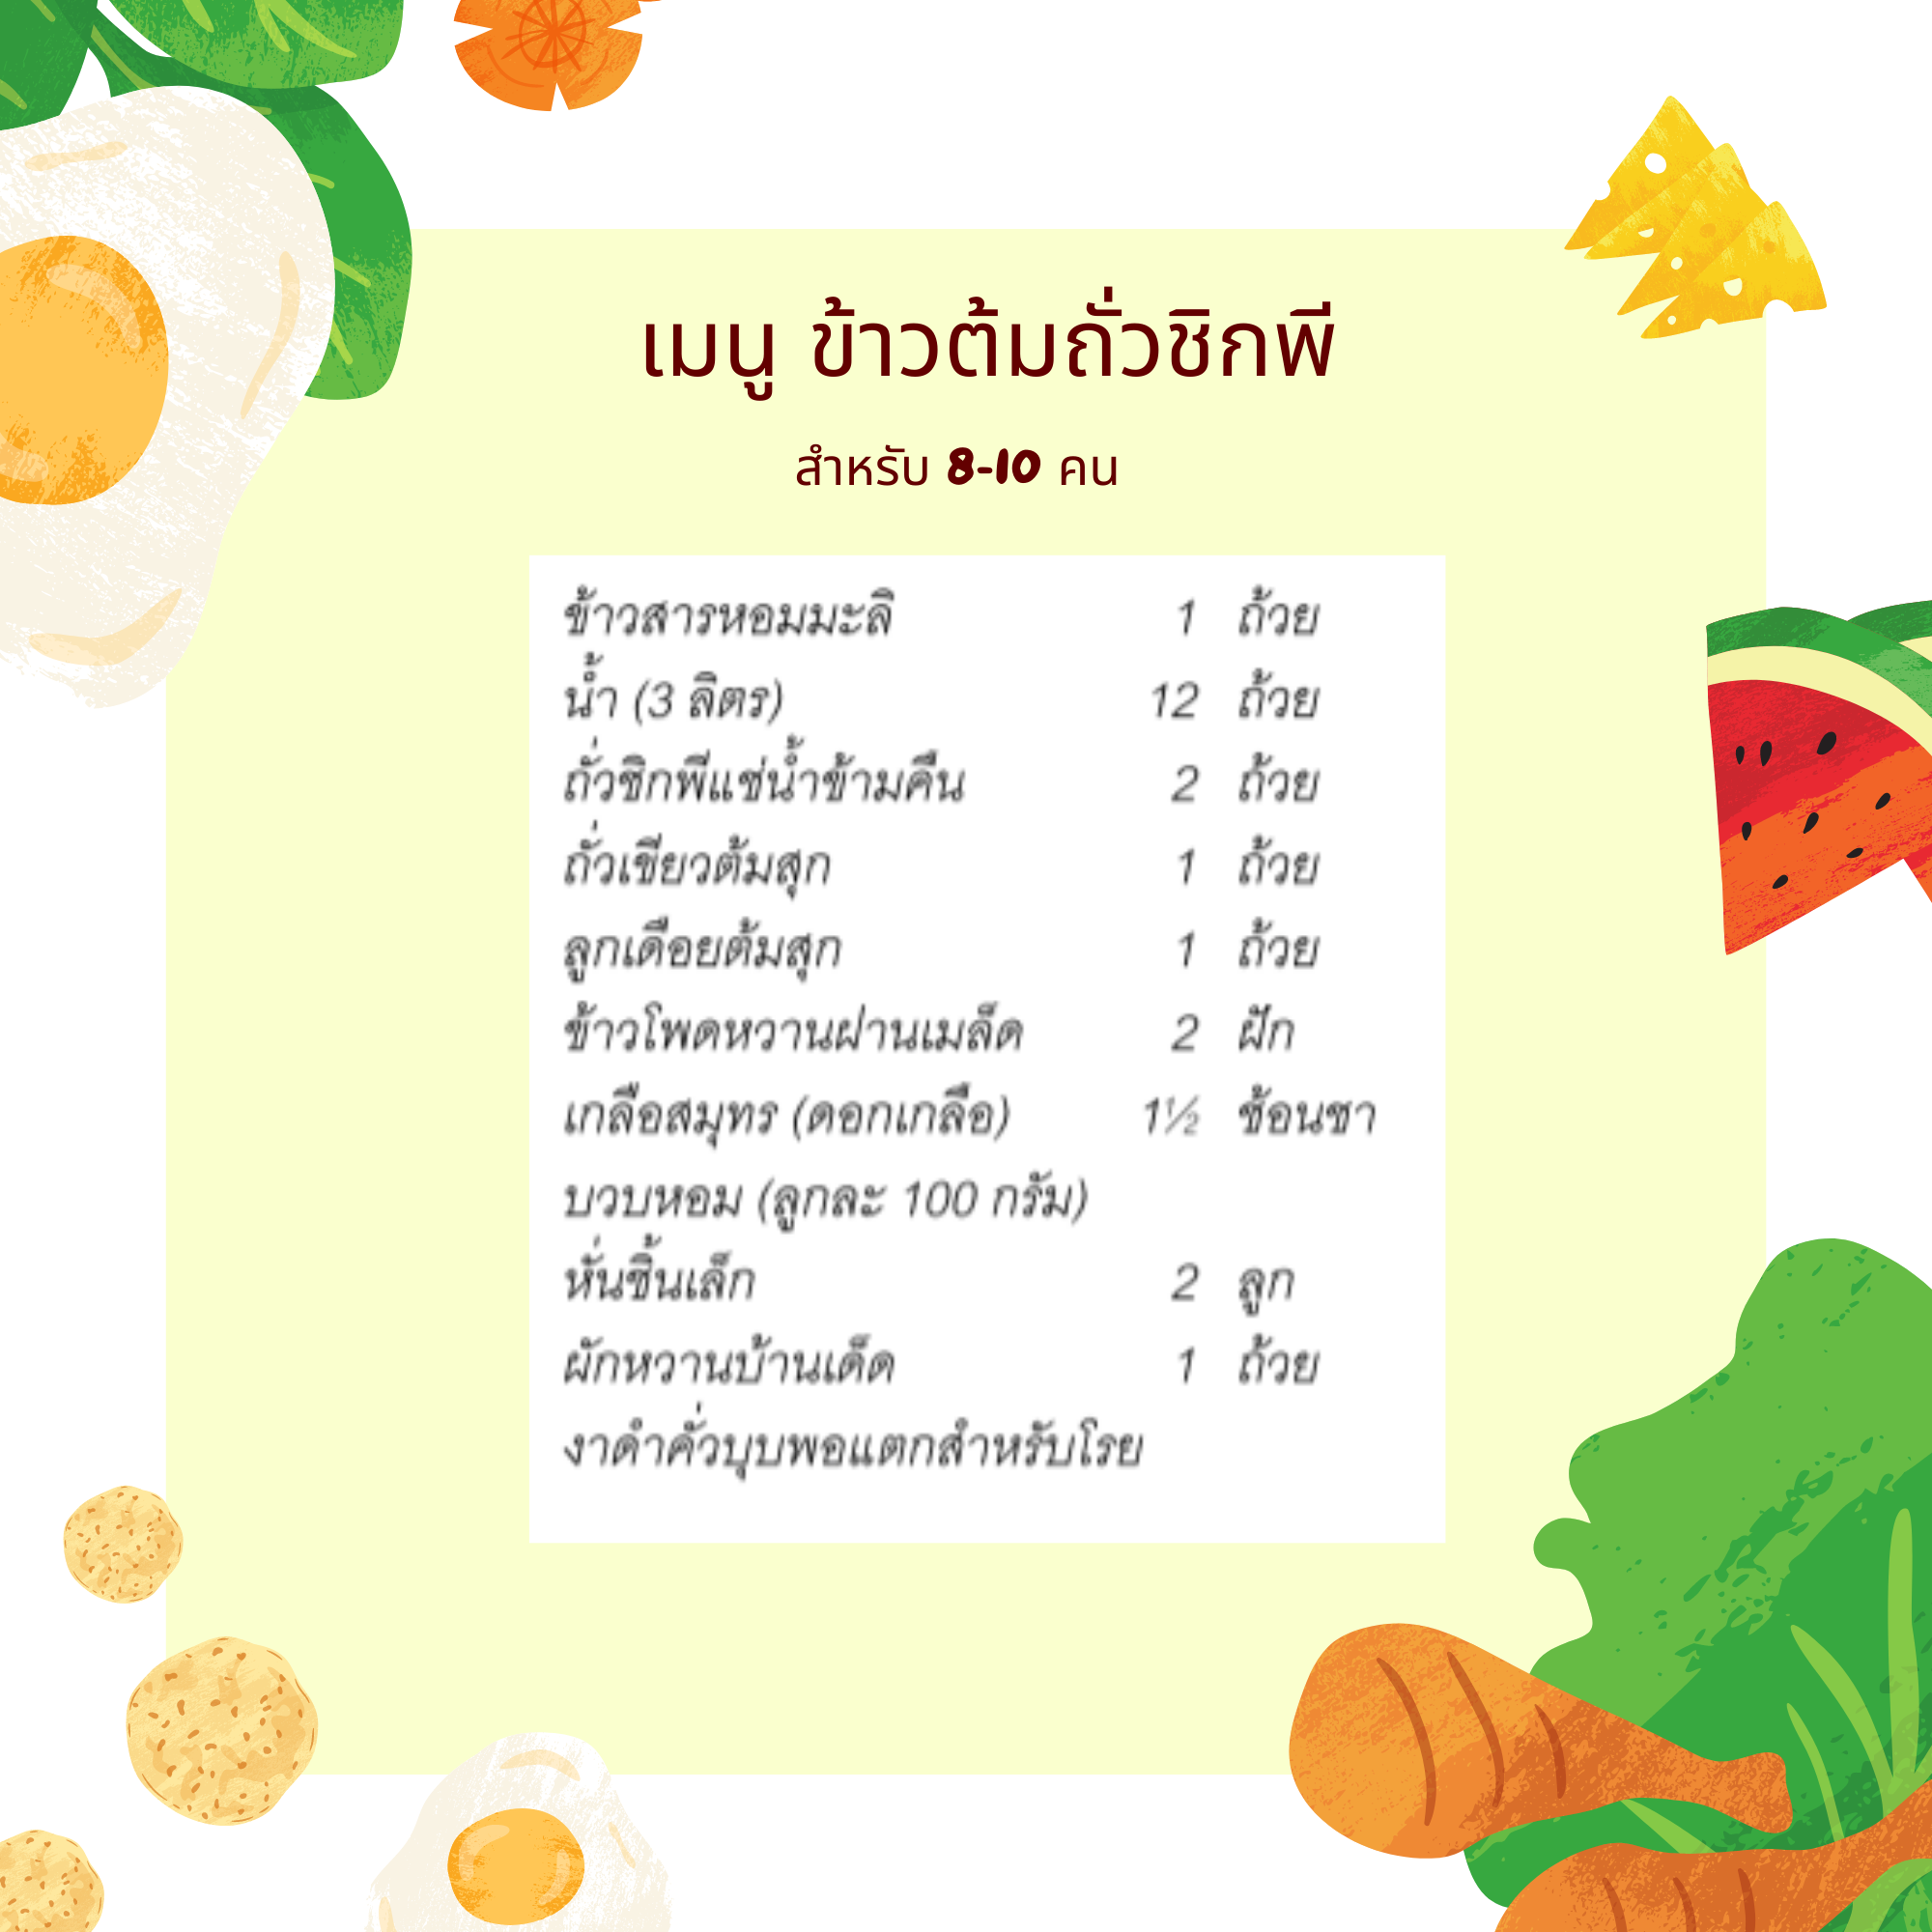 เมนู ข้าวต้มถั่วชิกพี
สำหรับ 8-10 คน
ข้าวสารหอมมะลิ 1 ถ้วย
น้ำ (3 ลิตร) 12 ถ้วย
ถั่วชิกพีแช่น้ำข้ามคืน 2 ถ้วย
ถั่วเขียวต้มสุก 1 ถ้วย
ลูกเดือยต้มสุก 1 ถ้วย
ข้าวโพดหวานฝานเมล็ด 2 ฝัก
เกลือสมุทร (ดอกเกลือ) 1½ ช้อนชา
บวบหอม (ลูกละ 100 กรัม)
หั่นชิ้นเล็ก 2 ลูก
ผักหวานบ้านเด็ด 1 ถ้วย
งาดำคั่วบุบพอแตกสำหรับโรย